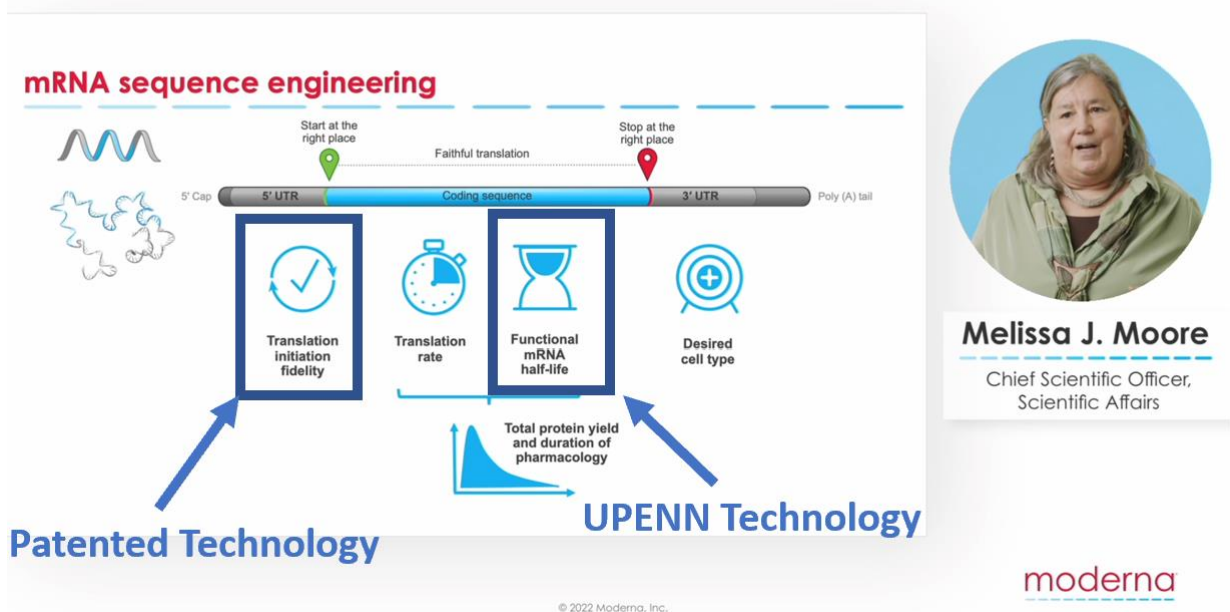 mRNA sequence engineering
Start at the
right place
Stop at the
right place
Faithful translation
5' Cap
5' UTR
Coding sequence
3' UTR
Poly (A) tail
Translation
initiation
fidelity
Translation
rate
Functional
mRNA
half-life
Desired
cell type
Total protein yield
and duration of
pharmacology
Patented Technology
UPENN Technology
Melissa J. Moore
Chief Scientific Officer,
Scientific Affairs
moderna
© 2022 Moderna, Inc.